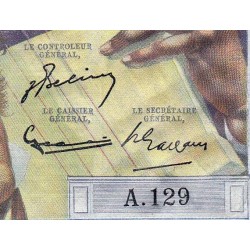 LE CONTROLEUR
GÉNÉRAL,
LE CAISSIER LE SECRÉTAIRE
GÉNÉRAL, GÉNÉRAL,
A.129